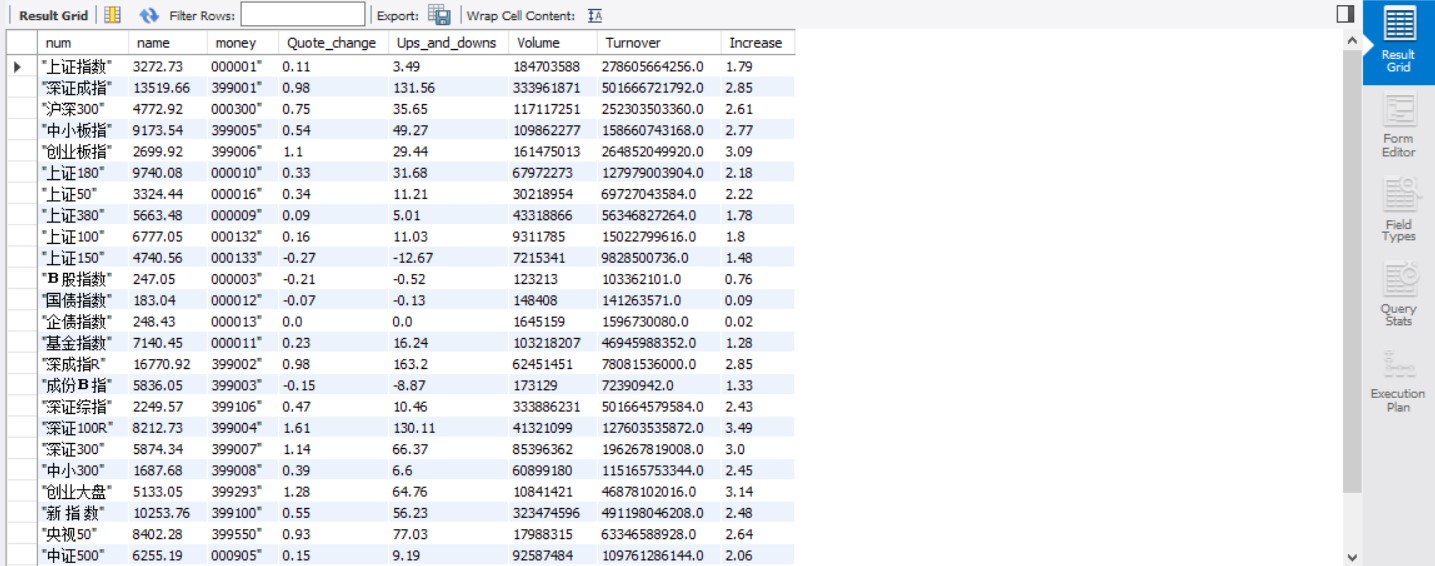 Result Grid Filter Rows: Export: Wrap Cell Content: IA
num name money Quote_change Ups_and_downs Volume Turnover Increase
"上证指数" 3272.73 000001" 0.11 3.49 184703588 278605664256.0 1.79
"深证成指" 13519.66 399001" 0.98 131.56 333961871 501666721792.0 2.85
"沪深300" 4772.92 000300" 0.75 35.65 117117251 252303503360.0 2.61
"中小板指" 9173.54 399005" 0.54 49.27 109862277 158660743168.0 2.77
"创业板指" 2699.92 399006" 1.1 29.44 161475013 264852049920.0 3.09
"上证180" 9740.08 000010" 0.33 31.68 67972273 127979003904.0 2.18
"上证50" 3324.44 000016" 0.34 11.21 30218954 69727043584.0 2.22
"上证380" 5663.48 000009" 0.09 5.01 43318866 56346827264.0 1.78
"上证100" 6777.05 000132" 0.16 11.03 9311785 15022799616.0 1.8
"上证150" 4740.56 000133" -0.27 -12.67 7215341 9828500736.0 1.48
"B股指数" 247.05 000003" -0.21 -0.52 123213 103362101.0 0.76
"国债指数" 183.04 000012" -0.07 -0.13 148408 141263571.0 0.09
"企债指数" 248.43 000013" 0.0 0.0 1645159 1596730080.0 0.02
"基金指数" 7140.45 000011" 0.23 16.24 103218207 46945988352.0 1.28
"深成指R" 16770.92 399002" 0.98 163.2 62451451 78081536000.0 2.85
"成份B指" 5836.05 399003" -0.15 -8.87 173129 72390942.0 1.33
"深证综指" 2249.57 399106" 0.47 10.46 333886231 501664579584.0 2.43
"深证100R" 8212.73 399004" 1.61 130.11 41321099 127603535872.0 3.49
"深证300" 5874.34 399007" 1.14 66.37 85396362 196267819008.0 3.0
"中小300" 1687.68 399008" 0.39 6.6 60899180 115165753344.0 2.45
"创业大盘" 5133.05 399293" 1.28 64.76 10841421 46878102016.0 3.14
"新 指 数" 10253.76 399100" 0.55 56.23 323474596 491198046208.0 2.48
"央视50" 8402.28 399550" 0.93 77.03 17988315 63346588928.0 2.64
"中证500" 6255.19 000905" 0.15 9.19 92587484 109761286144.0 2.06
Result
Grid
Form
Editor
Field
Types
Query
Stats
Execution
Plan